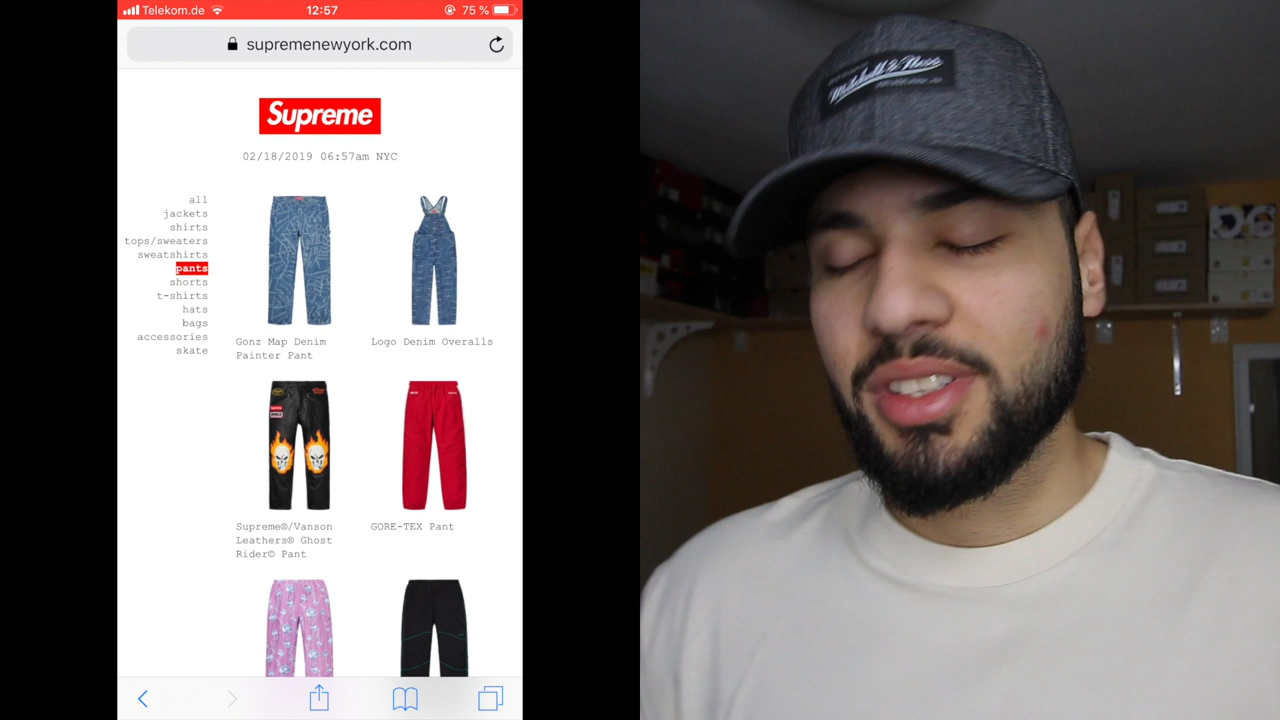 Telekom.de 12:57 75 %
supremenewyork.com
Supreme
02/18/2019 06:57am NYC
all
jackets
shirts
tops/sweaters
sweatshirts
pants
shorts
t-shirts
hats
bags
accessories
skate
Gonz Map Denim
Painter Pant
Logo Denim Overalls
Supreme®/Vanson
Leathers® Ghost
Rider© Pant
GORE-TEX Pant
Mitchell & Ness